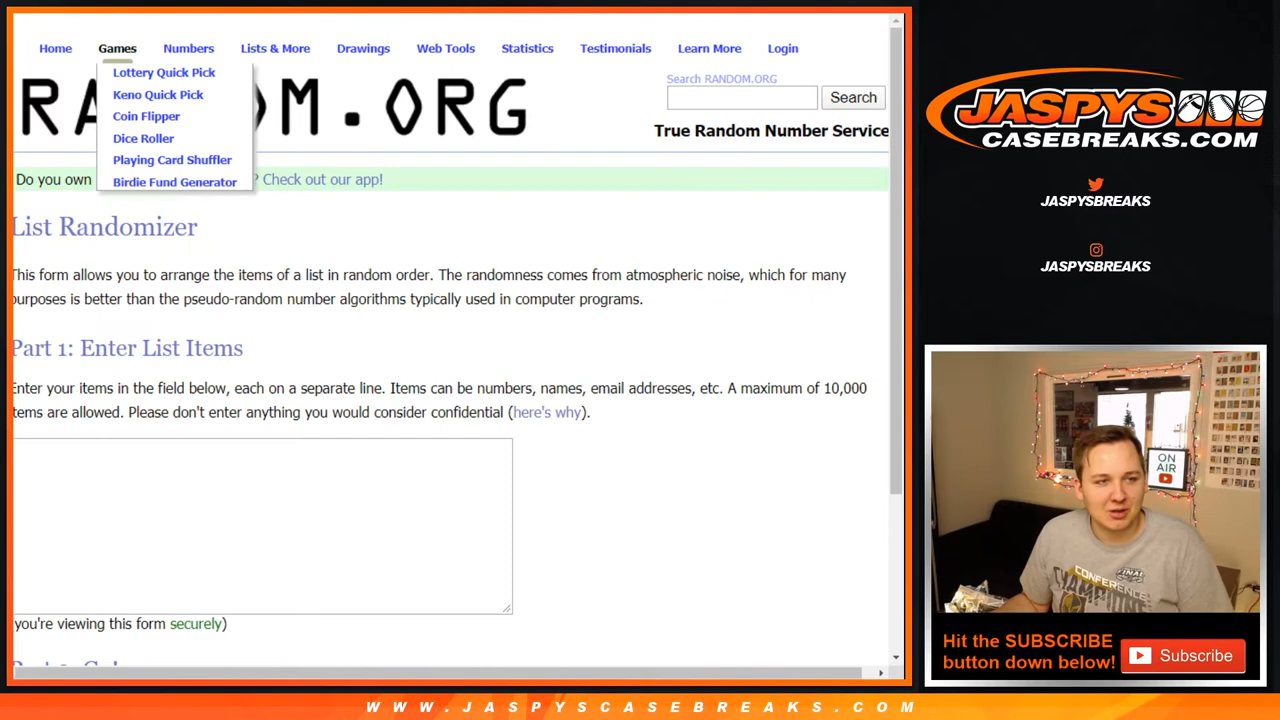 Home Games Numbers Lists & More Drawings Web Tools Statistics Testimonials Learn More Login
Lottery Quick Pick
Keno Quick Pick
Coin Flipper
Dice Roller
Playing Card Shuffler
Birdie Fund Generator
Search RANDOM.ORG
Search
True Random Number Service
Do you own ? Check out our app!
List Randomizer
This form allows you to arrange the items of a list in random order. The randomness comes from atmospheric noise, which for many
purposes is better than the pseudo-random number algorithms typically used in computer programs.
Part 1: Enter List Items
Enter your items in the field below, each on a separate line. Items can be numbers, names, email addresses, etc. A maximum of 10,000
items are allowed. Please don't enter anything you would consider confidential (here's why).
you're viewing this form securely)
JASPYS
CASEBREAKS.COM
JASPYSBREAKS
JASPYSBREAKS
ON
AIR
FINAL
CONFERENCE
CHAMPIONS
Hit the SUBSCRIBE
button down below!
Subscribe
WWW.JASPYSCASEBREAKS.COM